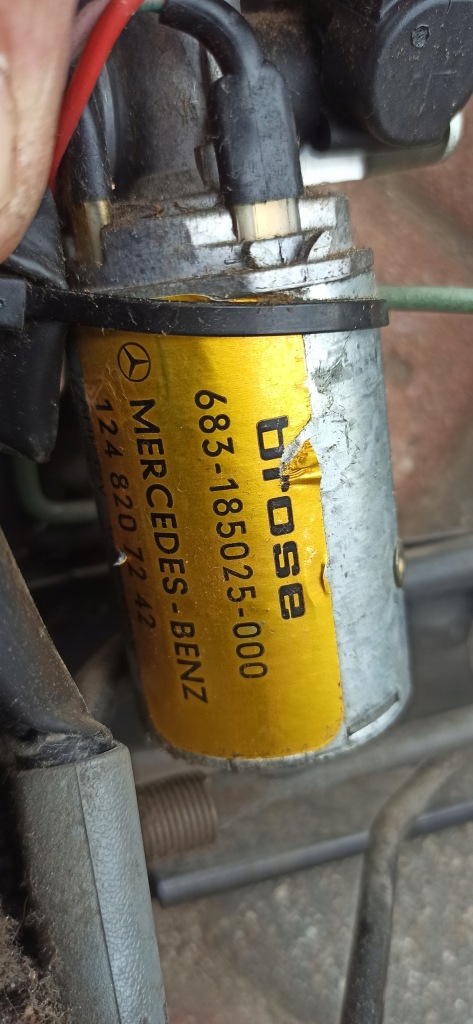 brose
683-185025-000
MERCEDES-BENZ
124 820 72 42